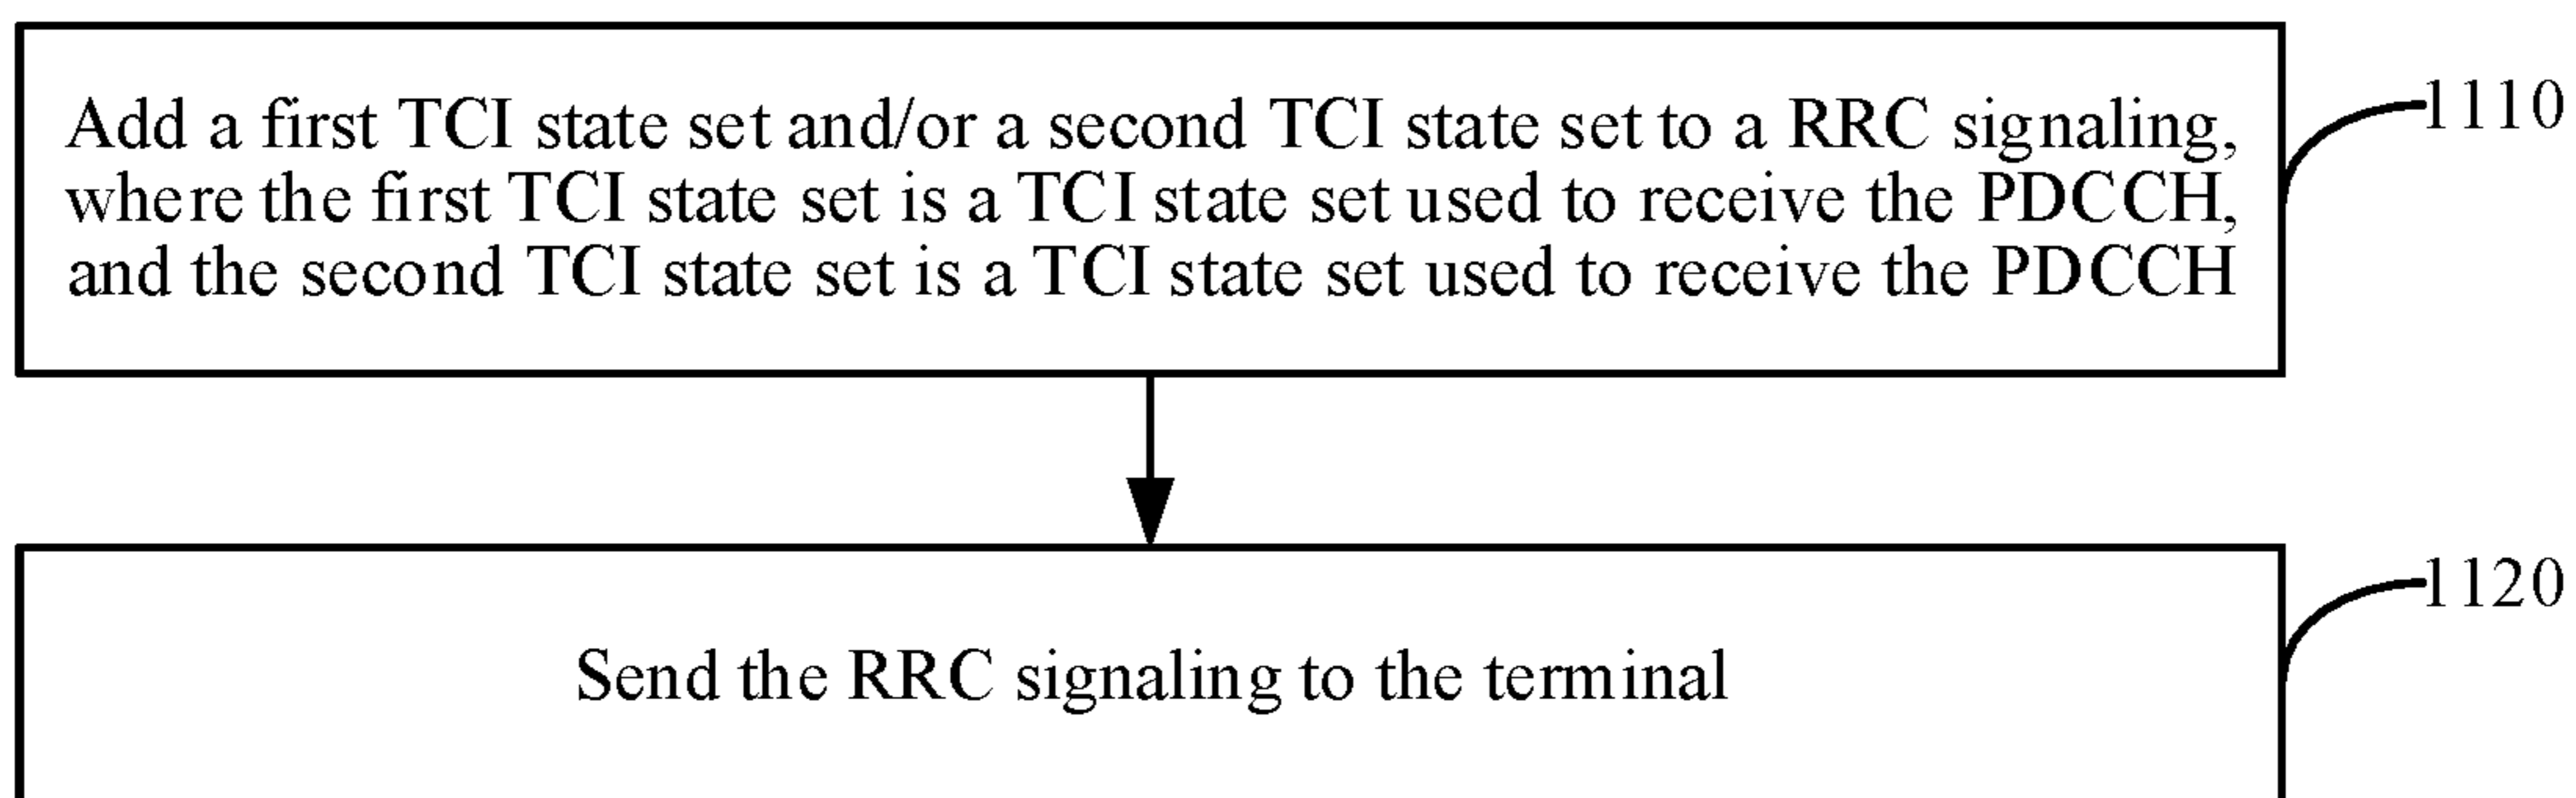 Add a first TCI state set and/or a second TCI state set to a RRC signaling,
where the first TCI state set is a TCI state set used to receive the PDCCH,
and the second TCI state set is a TCI state set used to receive the PDCCH
1110
Send the RRC signaling to the terminal
1120